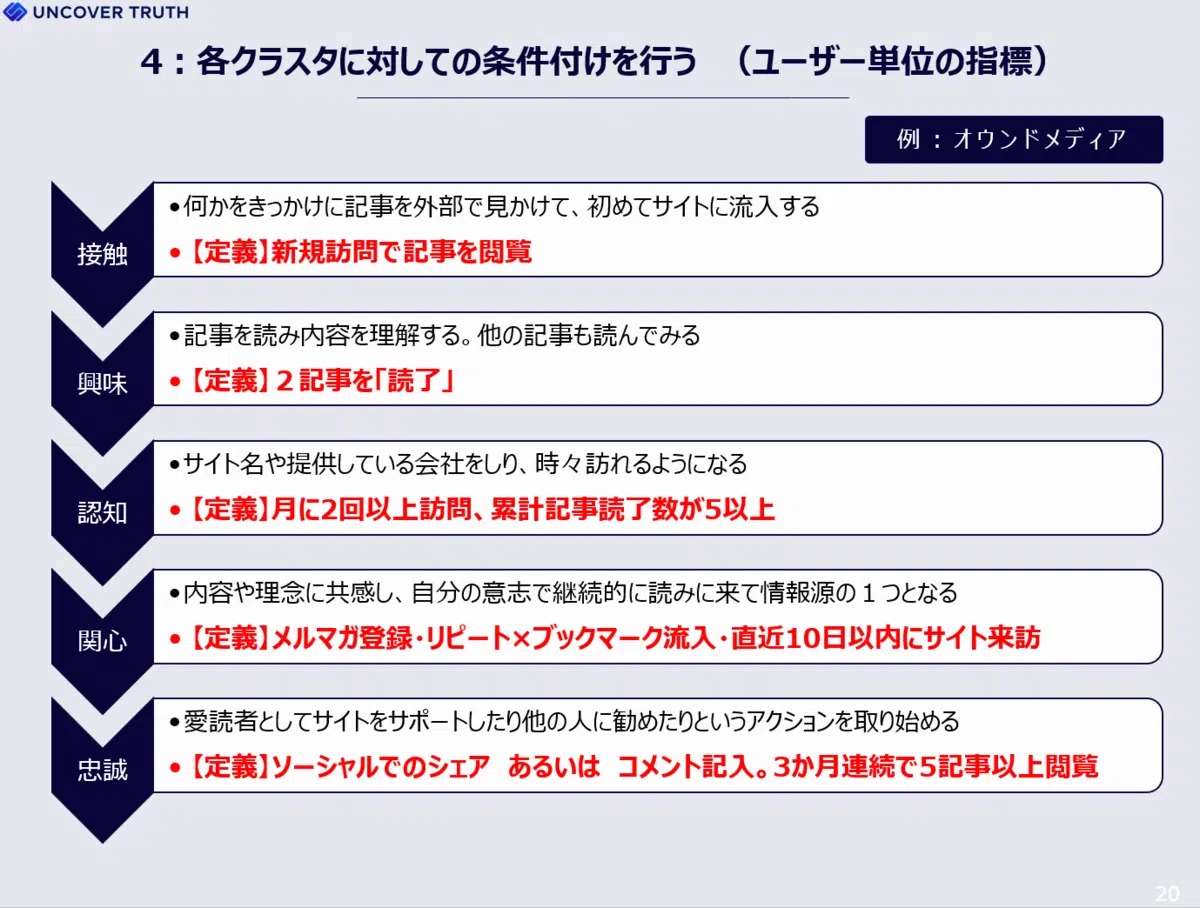 UNCOVER TRUTH
4：各クラスタに対しての条件付けを行う　（ユーザー単位の指標）
例 ： オウンドメディア
接触
•何かをきっかけに記事を外部で見かけて、初めてサイトに流入する
•【定義】新規訪問で記事を閲覧
興味
•記事を読み内容を理解する。他の記事も読んでみる
•【定義】２記事を「読了」
認知
•サイト名や提供している会社をしり、時々訪れるようになる
•【定義】月に2回以上訪問、累計記事読了数が5以上
関心
•内容や理念に共感し、自分の意志で継続的に読みに来て情報源の１つとなる
•【定義】メルマガ登録・リピート×ブックマーク流入・直近10日以内にサイト来訪
忠誠
•愛読者としてサイトをサポートしたり他の人に勧めたりというアクションを取り始める
•【定義】ソーシャルでのシェア　あるいは　コメント記入。3か月連続で5記事以上閲覧
20